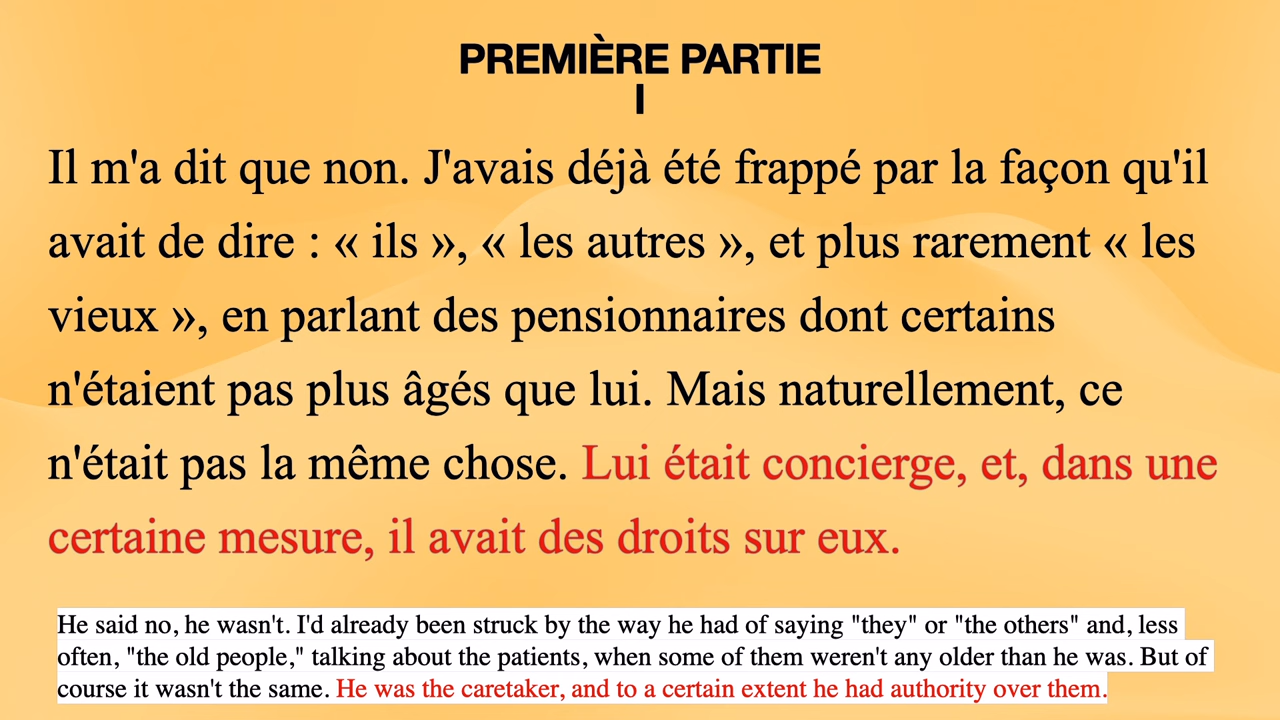 PREMIÈRE PARTIE
I
Il m'a dit que non. J'avais déjà été frappé par la façon qu'il
avait de dire : « ils », « les autres », et plus rarement « les
vieux », en parlant des pensionnaires dont certains
n'étaient pas plus âgés que lui. Mais naturellement, ce
n'était pas la même chose. Lui était concierge, et, dans une
certaine mesure, il avait des droits sur eux.
He said no, he wasn't. I'd already been struck by the way he had of saying "they" or "the others" and, less
often, "the old people," talking about the patients, when some of them weren't any older than he was. But of
course it wasn't the same. He was the caretaker, and to a certain extent he had authority over them.